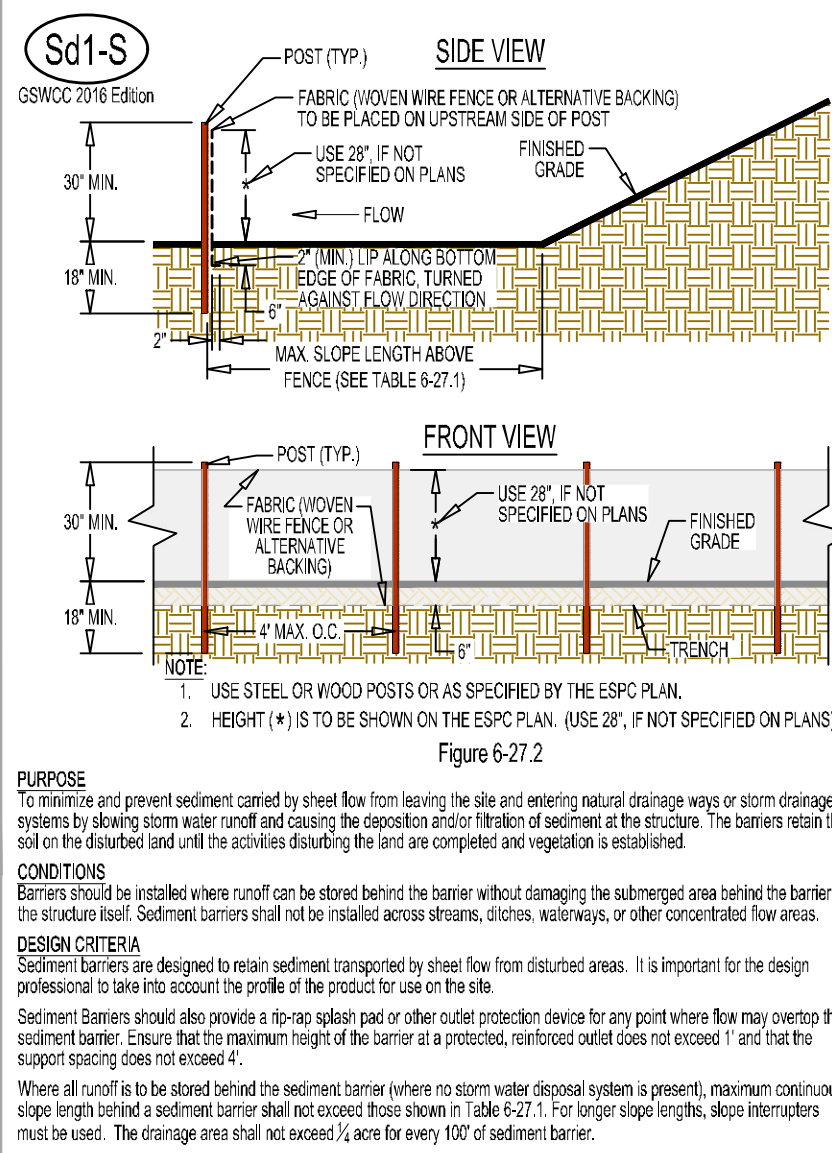 Sd1-S
GSWCC 2016 Edition
SIDE VIEW
POST (TYP.)
FABRIC (WOVEN WIRE FENCE OR ALTERNATIVE BACKING)
TO BE PLACED ON UPSTREAM SIDE OF POST
USE 28", IF NOT
SPECIFIED ON PLANS
*
FINISHED
GRADE
30" MIN.
FLOW
18" MIN.
2" (MIN.) LIP ALONG BOTTOM
EDGE OF FABRIC, TURNED
AGAINST FLOW DIRECTION
6"
2"
MAX. SLOPE LENGTH ABOVE
FENCE (SEE TABLE 6-27.1)
FRONT VIEW
POST (TYP.)
FABRIC (WOVEN
WIRE FENCE OR
ALTERNATIVE
BACKING)
*
USE 28", IF NOT
SPECIFIED ON PLANS
FINISHED
GRADE
30" MIN.
18" MIN.
4' MAX. O.C.
6"
TRENCH
NOTE:
1. USE STEEL OR WOOD POSTS OR AS SPECIFIED BY THE ESPC PLAN.
2. HEIGHT (*) IS TO BE SHOWN ON THE ESPC PLAN. (USE 28", IF NOT SPECIFIED ON PLANS)
Figure 6-27.2
PURPOSE
To minimize and prevent sediment carried by sheet flow from leaving the site and entering natural drainage ways or storm drainage
systems by slowing storm water runoff and causing the deposition and/or filtration of sediment at the structure. The barriers retain th
soil on the disturbed land until the activities disturbing the land are completed and vegetation is established.
CONDITIONS
Barriers should be installed where runoff can be stored behind the barrier without damaging the submerged area behind the barrier
the structure itself. Sediment barriers shall not be installed across streams, ditches, waterways, or other concentrated flow areas.
DESIGN CRITERIA
Sediment barriers are designed to retain sediment transported by sheet flow from disturbed areas. It is important for the design
professional to take into account the profile of the product for use on the site.
Sediment Barriers should also provide a rip-rap splash pad or other outlet protection device for any point where flow may overtop th
sediment barrier. Ensure that the maximum height of the barrier at a protected, reinforced outlet does not exceed 1' and that the
support spacing does not exceed 4'.
Where all runoff is to be stored behind the sediment barrier (where no storm water disposal system is present), maximum continuou
slope length behind a sediment barrier shall not exceed those shown in Table 6-27.1. For longer slope lengths, slope interrupters
must be used. The drainage area shall not exceed 1/4 acre for every 100' of sediment barrier.